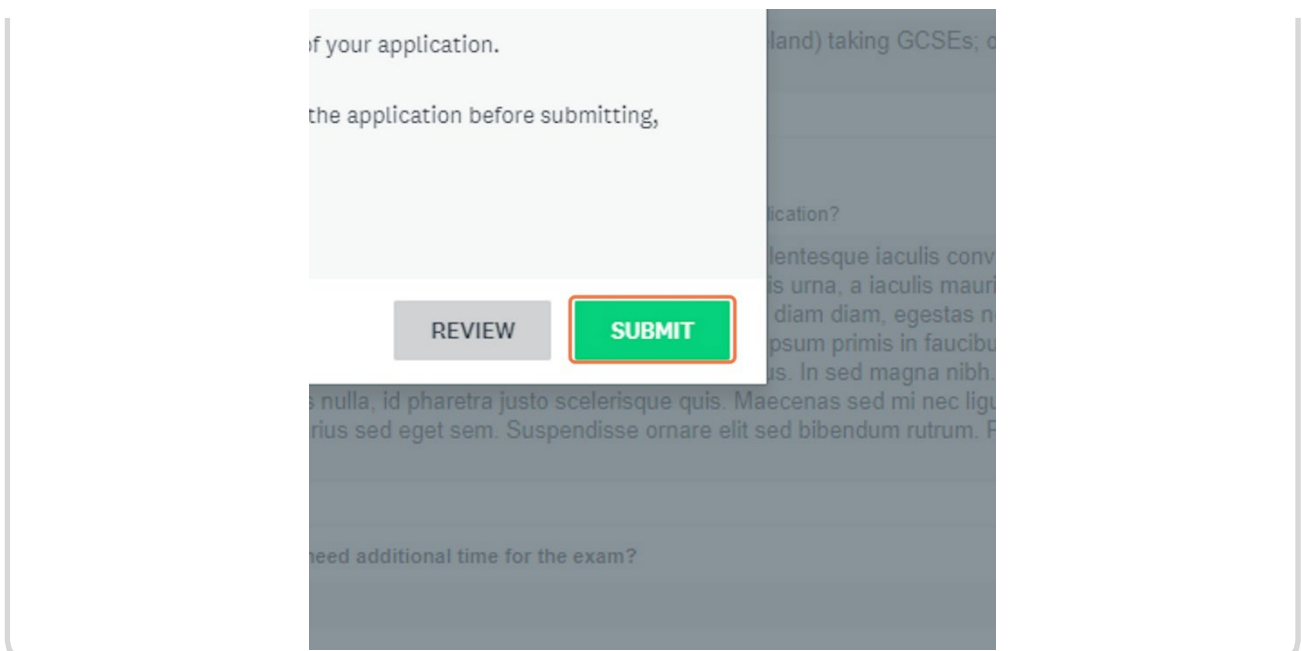 of your application.
land) taking GCSEs; o
the application before submitting,
lication?
lentesque iaculis conv
is urna, a iaculis mauri
diam diam, egestas n
REVIEW SUBMIT
psum primis in faucibu
us. In sed magna nibh.
s nulla, id pharetra justo scelerisque quis. Maecenas sed mi nec ligu
rius sed eget sem. Suspendisse ornare elit sed bibendum rutrum. F
need additional time for the exam?